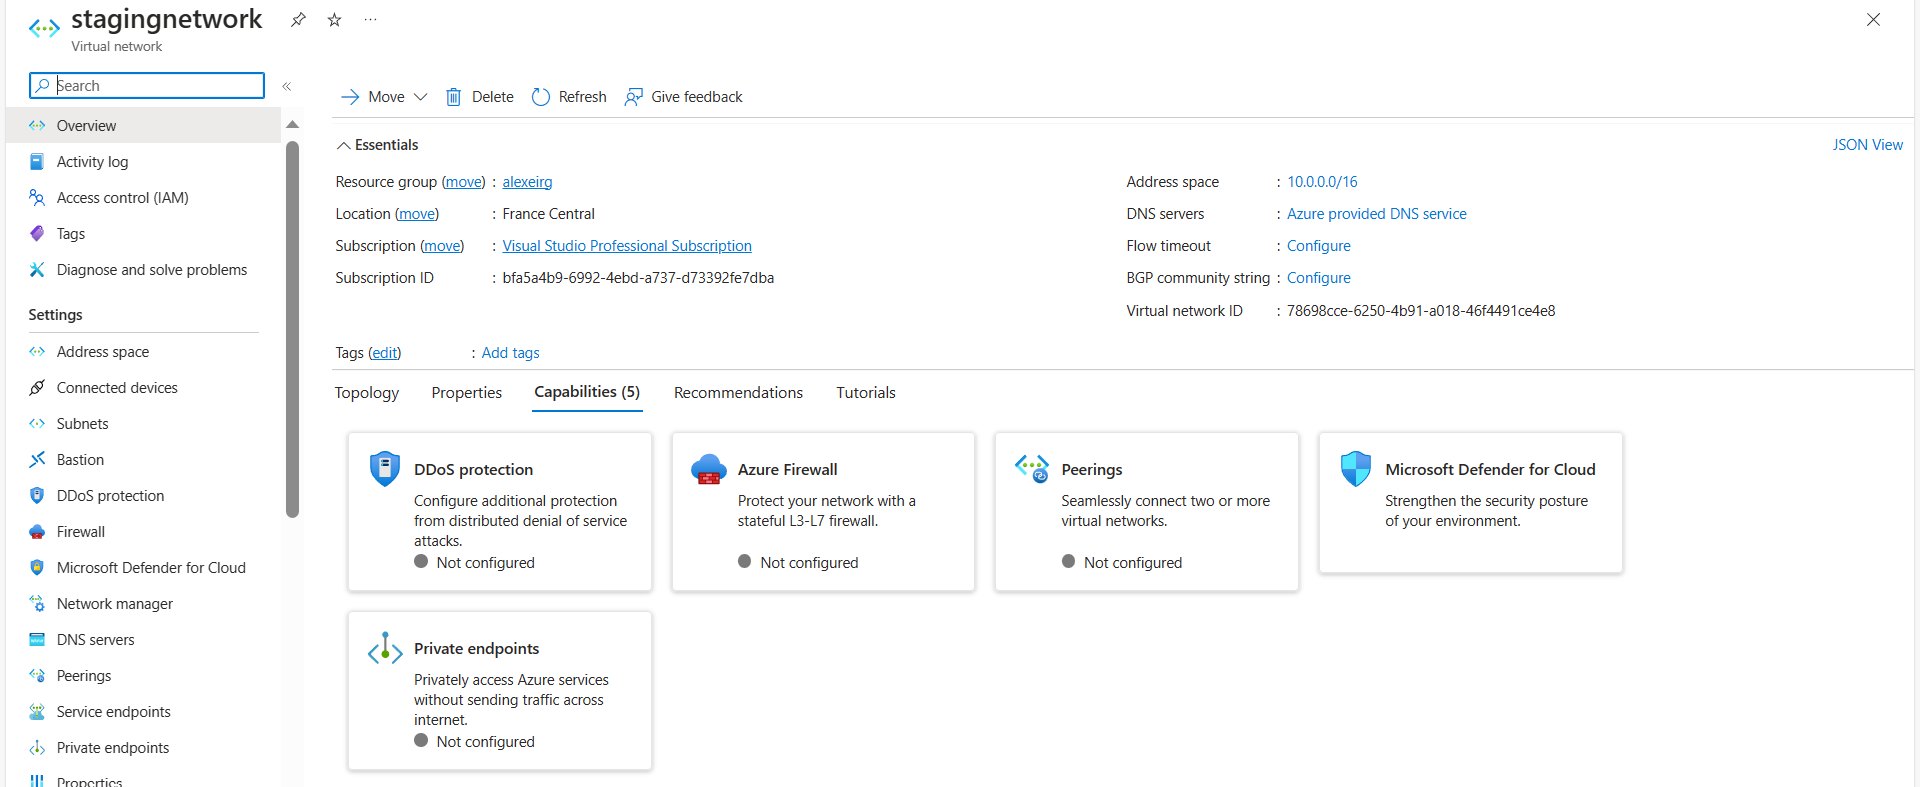 stagingnetwork
Virtual network
Search
Overview
Activity log
Access control (IAM)
Tags
Diagnose and solve problems
Settings
Address space
Connected devices
Subnets
Bastion
DDoS protection
Firewall
Microsoft Defender for Cloud
Network manager
DNS servers
Peerings
Service endpoints
Private endpoints
Properties
Move
Delete
Refresh
Give feedback
Essentials
JSON View
Resource group (move) : alexeirg
Location (move) : France Central
Subscription (move) : Visual Studio Professional Subscription
Subscription ID : bfa5a4b9-6992-4ebd-a737-d73392fe7dba
Address space : 10.0.0.0/16
DNS servers : Azure provided DNS service
Flow timeout : Configure
BGP community string : Configure
Virtual network ID : 78698cce-6250-4b91-a018-46f4491ce4e8
Tags (edit) : Add tags
Topology
Properties
Capabilities (5)
Recommendations
Tutorials
DDoS protection
Configure additional protection
from distributed denial of service
attacks.
Not configured
Azure Firewall
Protect your network with a
stateful L3-L7 firewall.
Not configured
Peerings
Seamlessly connect two or more
virtual networks.
Not configured
Microsoft Defender for Cloud
Strengthen the security posture
of your environment.
Private endpoints
Privately access Azure services
without sending traffic across
internet.
Not configured